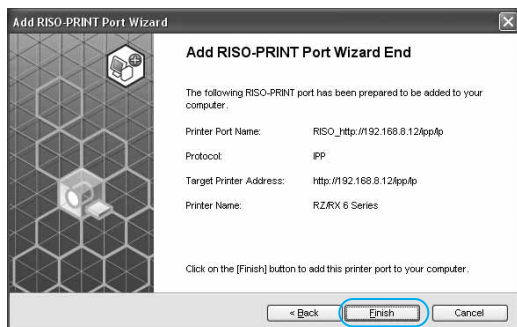 Add RISO-PRINT Port Wizard
Add RISO-PRINT Port Wizard End
The following RISO-PRINT port has been prepared to be added to your
computer.
Printer Port Name: RISO_http://192.168.8.12/ipp/lp
Protocol: IPP
Target Printer Address: http://192.168.8.12/ipp/lp
Printer Name: RZ/RX 6 Series
Click on the [Finish] button to add this printer port to your computer.
< Back Finish Cancel